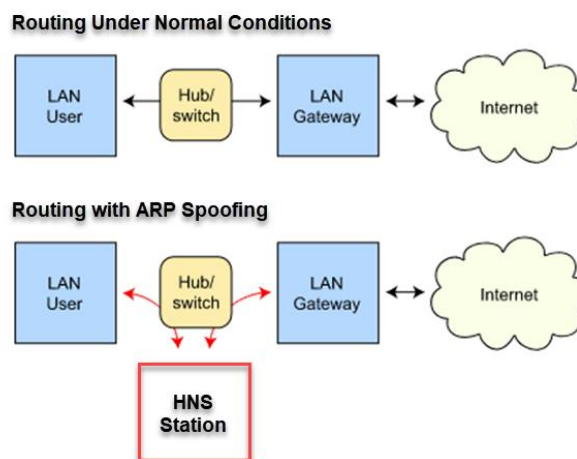 Routing Under Normal Conditions
LAN
User
Hub/
switch
LAN
Gateway
Internet
Routing with ARP Spoofing
LAN
User
Hub/
switch
LAN
Gateway
Internet
HNS
Station